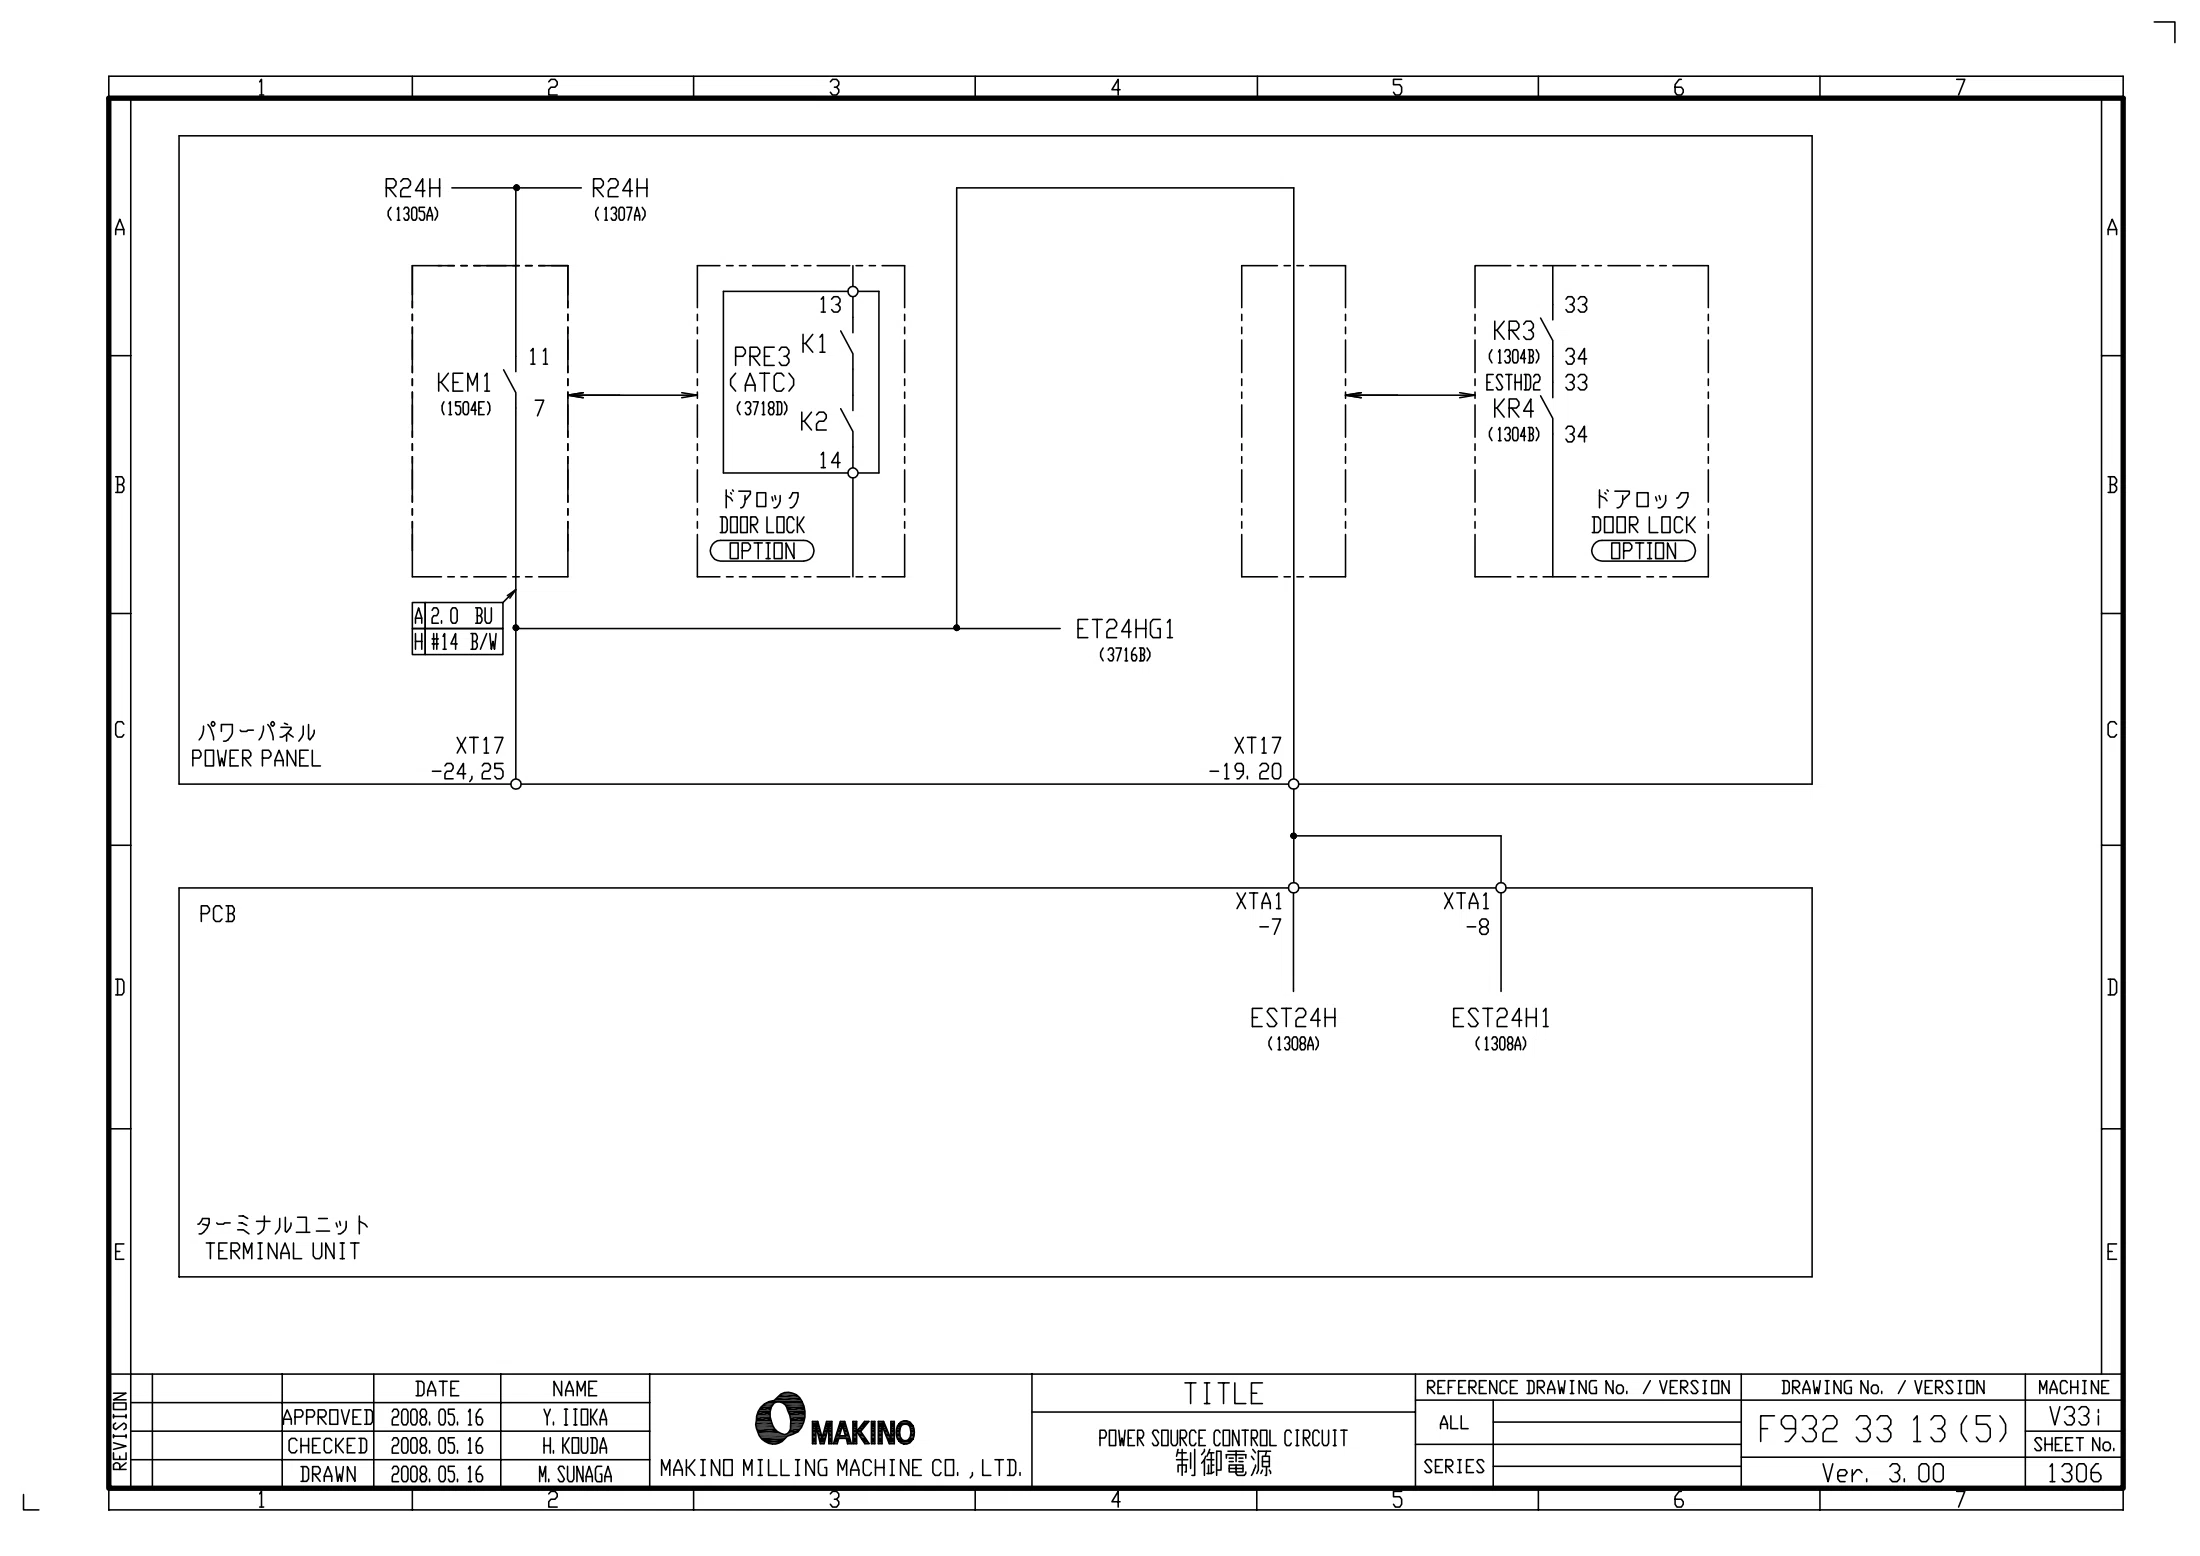 1 2 3 4 5 6 7
R24H
(1305A)
R24H
(1307A)
A
A
KEM1
(1504E)
11
7
13
K1
PRE3
(ATC)
(3718D)
K2
14
ドアロック
DOOR LOCK
OPTION
33
KR3
(1304B)
34
ESTHD2
33
KR4
(1304B)
34
ドアロック
DOOR LOCK
OPTION
B
B
A 2.0 BU
H #14 B/W
ET24HG1
(3716B)
C
C
パワーパネル
POWER PANEL
XT17
-24,25
XT17
-19.20
PCB
XTA1
-7
XTA1
-8
D
D
EST24H
(1308A)
EST24H1
(1308A)
ターミナルユニット
TERMINAL UNIT
E
E
REVISION
DATE NAME
APPROVED 2008.05.16 Y. IIOKA
CHECKED 2008.05.16 H. KOUDA
DRAWN 2008.05.16 M. SUNAGA
MAKINO
MAKINO MILLING MACHINE CO.,LTD.
TITLE
POWER SOURCE CONTROL CIRCUIT
制御電源
REFERENCE DRAWING No. / VERSION
ALL
SERIES
DRAWING No. / VERSION
F932 33 13(5)
Ver. 3.00
MACHINE
V33i
SHEET No.
1306
1 2 3 4 5 6 7